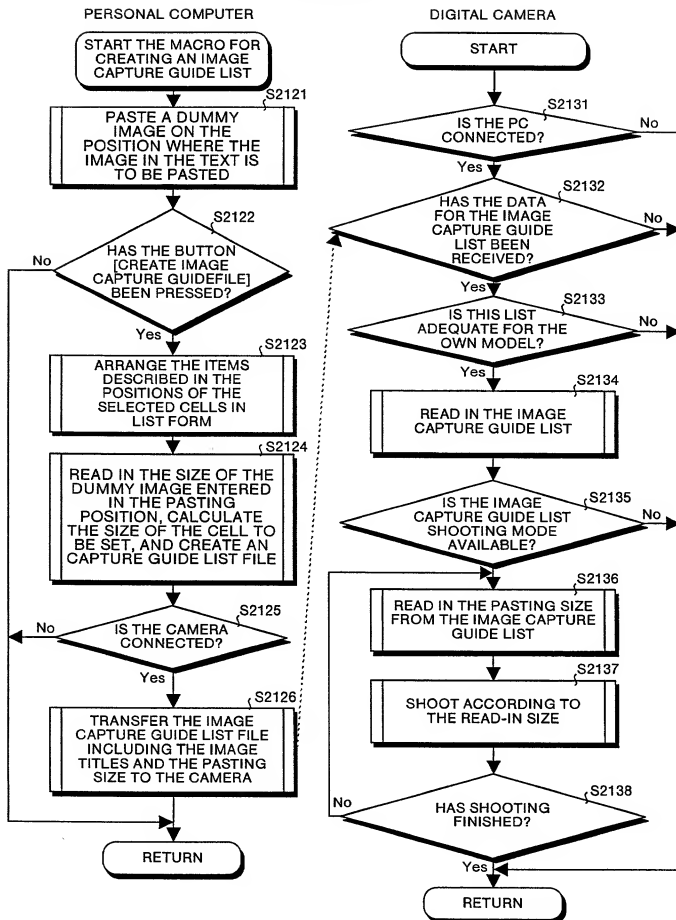 PERSONAL COMPUTER
START THE MACRO FOR
CREATING AN IMAGE
CAPTURE GUIDE LIST
S2121
PASTE A DUMMY
IMAGE ON THE
POSITION WHERE THE
IMAGE IN THE TEXT IS
TO BE PASTED
S2122
HAS THE BUTTON
[CREATE IMAGE
CAPTURE GUIDEFILE]
BEEN PRESSED?
No
Yes
S2123
ARRANGE THE ITEMS
DESCRIBED IN THE
POSITIONS OF THE
SELECTED CELLS IN
LIST FORM
S2124
READ IN THE SIZE OF THE
DUMMY IMAGE ENTERED
IN THE PASTING
POSITION, CALCULATE
THE SIZE OF THE CELL TO
BE SET, AND CREATE AN
CAPTURE GUIDE LIST FILE
S2125
No
IS THE CAMERA
CONNECTED?
Yes
S2126
TRANSFER THE IMAGE
CAPTURE GUIDE LIST FILE
INCLUDING THE IMAGE
TITLES AND THE PASTING
SIZE TO THE CAMERA
RETURN
DIGITAL CAMERA
START
S2131
IS THE PC
CONNECTED?
No
Yes
S2132
HAS THE DATA
FOR THE IMAGE
CAPTURE GUIDE
LIST BEEN
RECEIVED?
No
Yes
S2133
IS THIS LIST
ADEQUATE FOR THE
OWN MODEL?
No
Yes
S2134
READ IN THE IMAGE
CAPTURE GUIDE LIST
S2135
IS THE IMAGE
CAPTURE GUIDE LIST
SHOOTING MODE
AVAILABLE?
No
S2136
READ IN THE PASTING SIZE
FROM THE IMAGE CAPTURE
GUIDE LIST
S2137
SHOOT ACCORDING TO
THE READ-IN SIZE
S2138
No
HAS SHOOTING
FINISHED?
Yes
RETURN